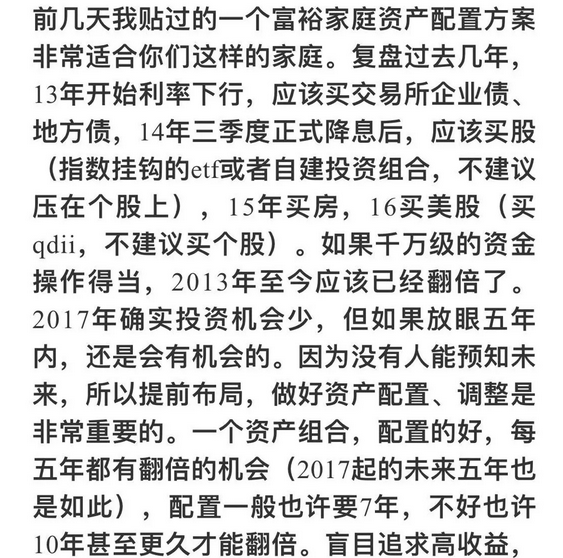 前几天我贴过的一个富裕家庭资产配置方案
非常适合你们这样的家庭。复盘过去几年，
13年开始利率下行，应该买交易所企业债、
地方债，14年三季度正式降息后，应该买股
（指数挂钩的etf或者自建投资组合，不建议
压在个股上），15年买房，16买美股（买
qdii，不建议买个股）。如果千万级的资金
操作得当，2013年至今应该已经翻倍了。
2017年确实投资机会少，但如果放眼五年
内，还是会有机会的。因为没有人能预知未
来，所以提前布局，做好资产配置、调整是
非常重要的。一个资产组合，配置的好，每
五年都有翻倍的机会（2017起的未来五年也
是如此），配置一般也许要7年，不好也许
10年甚至更久才能翻倍。盲目追求高收益，